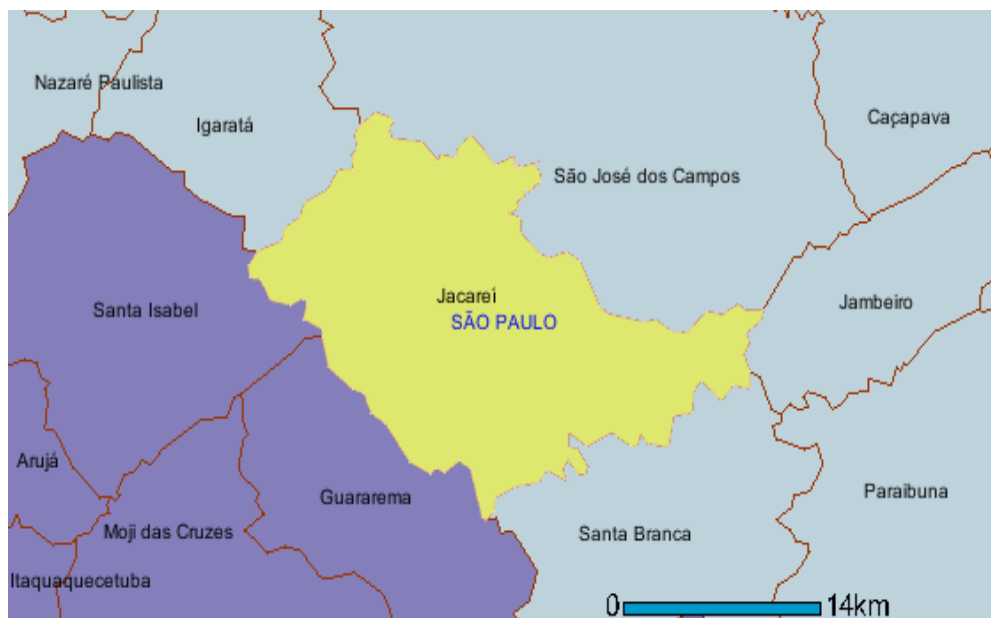 Nazaré Paulista
Igaratá
Caçapava
São José dos Campos
Jacareí
SÃO PAULO
Santa Isabel
Jambeiro
Arujá
Guararema
Paraibuna
Moji das Cruzes
Santa Branca
Itaquaquecetuba
0 14km